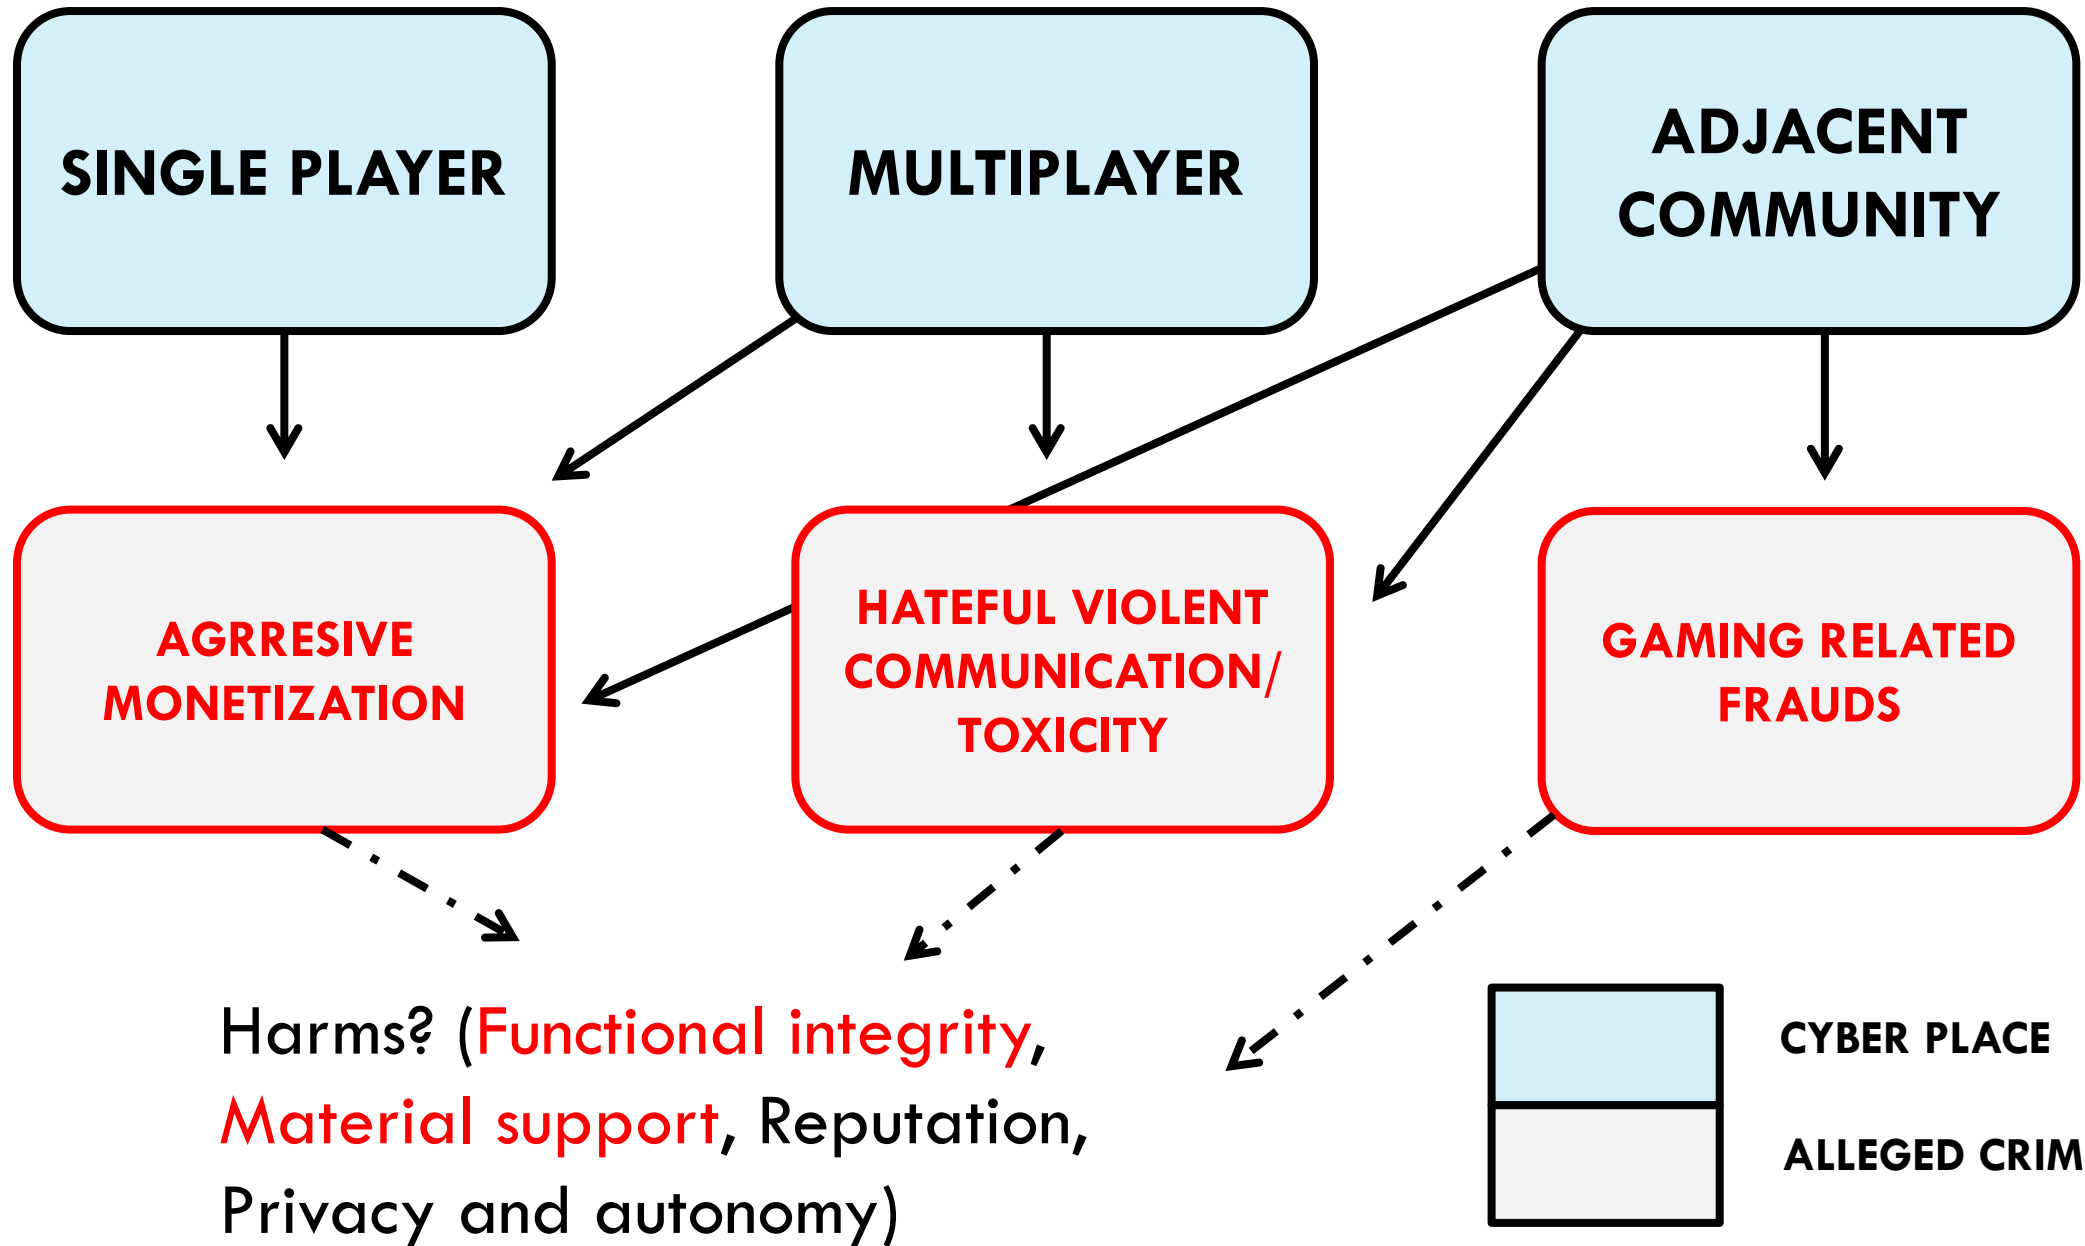 SINGLE PLAYER
MULTIPLAYER
ADJACENT
COMMUNITY
AGRRESIVE
MONETIZATION
HATEFUL VIOLENT
COMMUNICATION/
TOXICITY
GAMING RELATED
FRAUDS
Harms? (Functional integrity,
Material support, Reputation,
Privacy and autonomy)
CYBER PLACE
ALLEGED CRIM